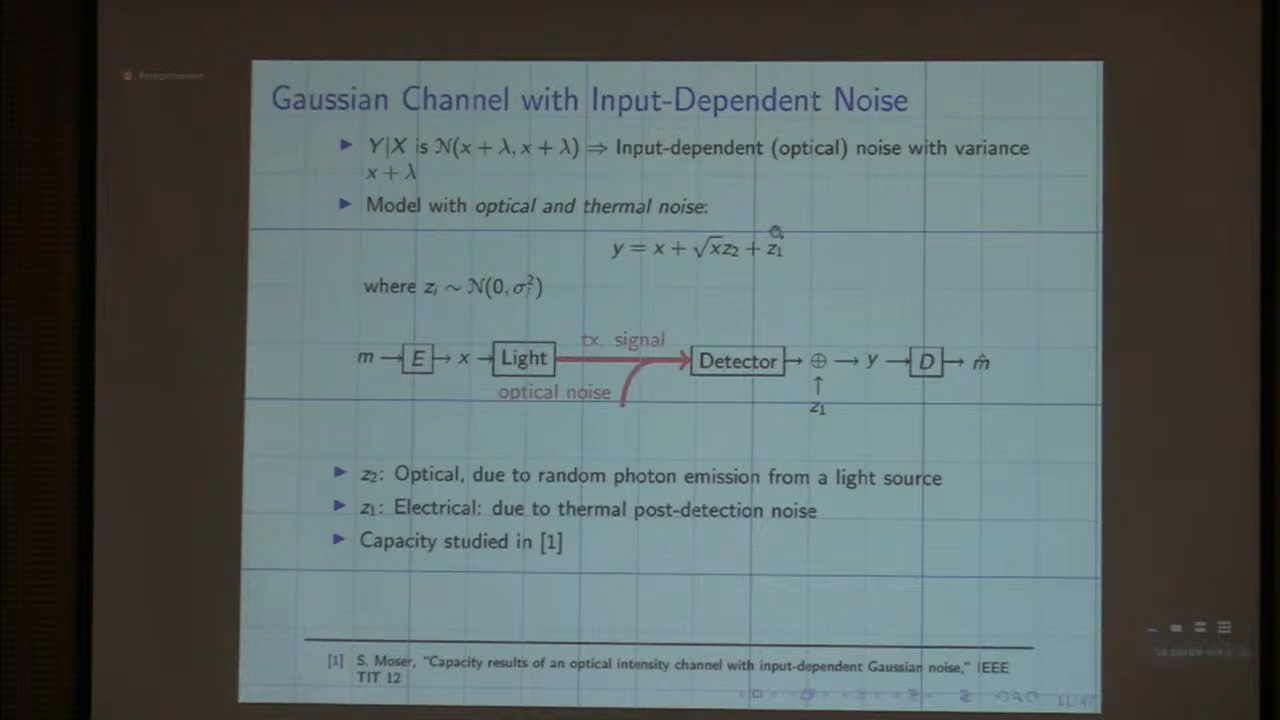 Gaussian Channel with Input-Dependent Noise
▶ Y|X is N(x + λ, x + λ) ⇒ Input-dependent (optical) noise with variance
x + λ
▶ Model with optical and thermal noise:
y = x + √xz₂ + z₁
where zᵢ ∼ N(0, σᵢ²)
tx. signal
m → E → x → Light → Detector → ⊕ → y → D → m̂
optical noise
↑
z₁
▶ z₂: Optical, due to random photon emission from a light source
▶ z₁: Electrical: due to thermal post-detection noise
▶ Capacity studied in [1]
[1] S. Moser, "Capacity results of an optical intensity channel with input-dependent Gaussian noise," IEEE
TIT 12